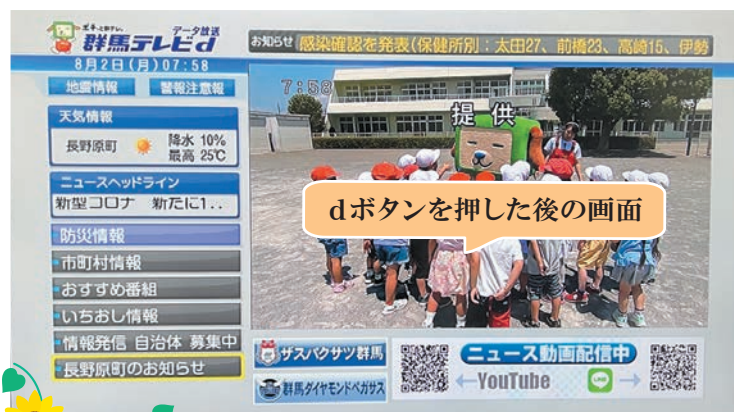 データ放送
群馬テレビd
8月2日(月)07:58
お知らせ 感染確認を発表(保健所別：太田27、前橋23、高崎15、伊勢
地震情報 警報注意報
天気情報
長野原町 降水 10%
最高 25℃
ニュースヘッドライン
新型コロナ 新たに1..
防災情報
市町村情報
おすすめ番組
いちおし情報
情報発信 自治体 募集中
長野原町のお知らせ
7:58
提供
dボタンを押した後の画面
ザスパクサツ群馬
群馬ダイヤモンドペガサス
ニュース動画配信中
←YouTube LINE →